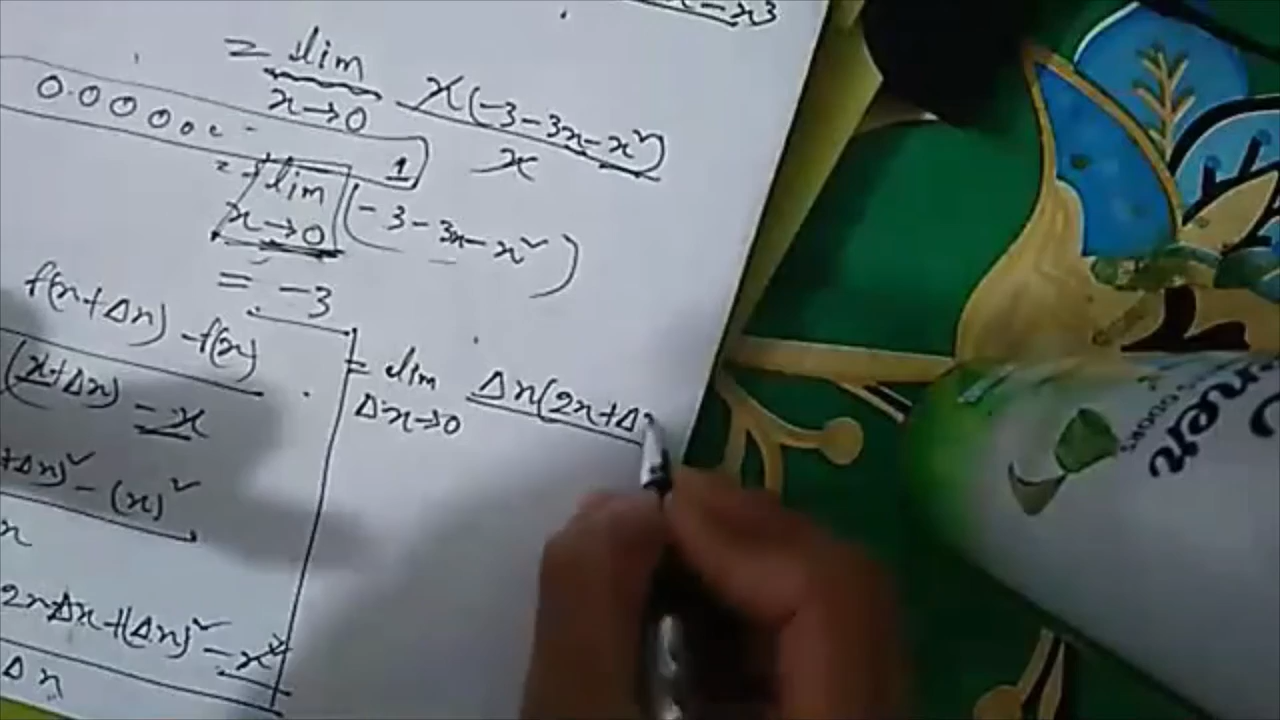 = lim x(-3-3x-x²)
x→0 x
0.00000
1
= lim (-3-3x-x²)
x→0
= -3
f(x+Δx) - f(x)
(x+Δx) - x
+Δx)² - (x)²
x
2xΔx+(Δx)² - x²
Δx
= lim Δx(2x+Δ
Δx→0